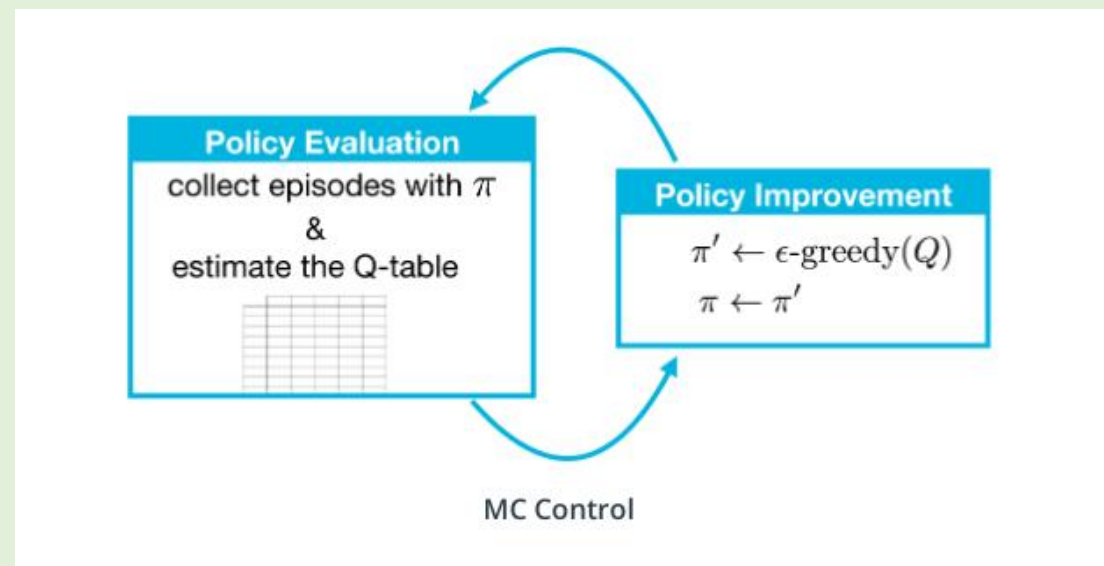 Policy Evaluation
collect episodes with π
&
estimate the Q-table
Policy Improvement
π′ ← ϵ-greedy(Q)
π ← π′
MC Control